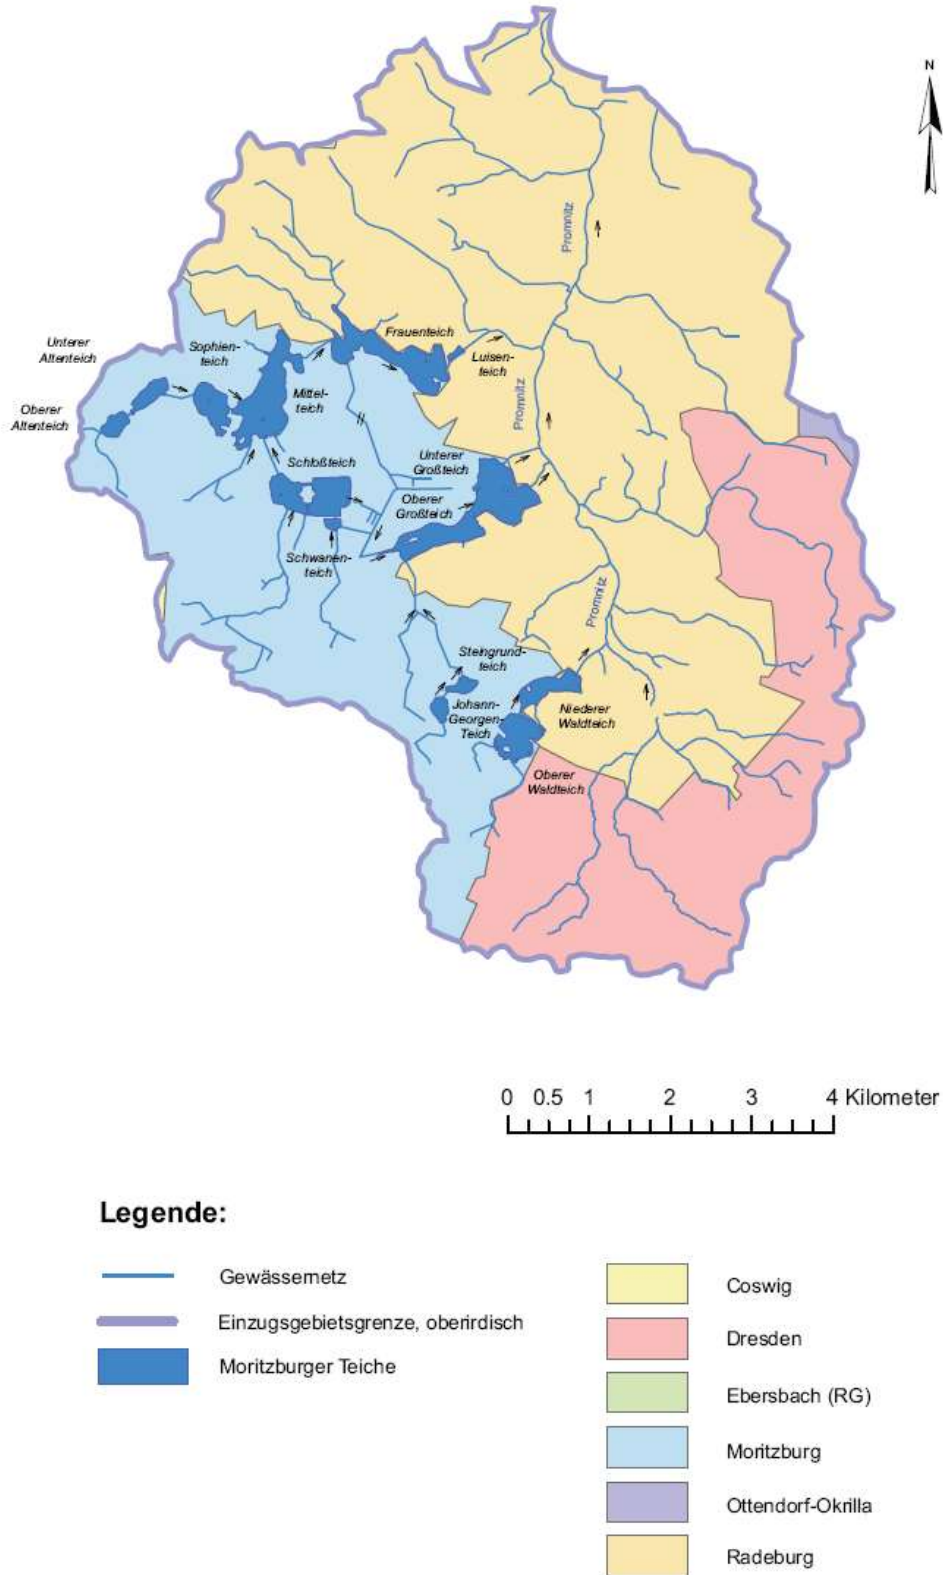 N
Promnitz
Frauenteich
Unterer
Altenteich
Sophien-
teich
Luisen-
teich
Oberer
Altenteich
Mittel-
teich
Promnitz
Unterer
Großteich
Schloßteich
Oberer
Großteich
Schwanen-
teich
Promnitz
Steingrund-
teich
Johann-
Georgen-
Teich
Niederer
Waldteich
Oberer
Waldteich
0 0.5 1 2 3 4 Kilometer
Legende:
Gewässernetz
Einzugsgebietsgrenze, oberirdisch
Moritzburger Teiche
Coswig
Dresden
Ebersbach (RG)
Moritzburg
Ottendorf-Okrilla
Radeburg